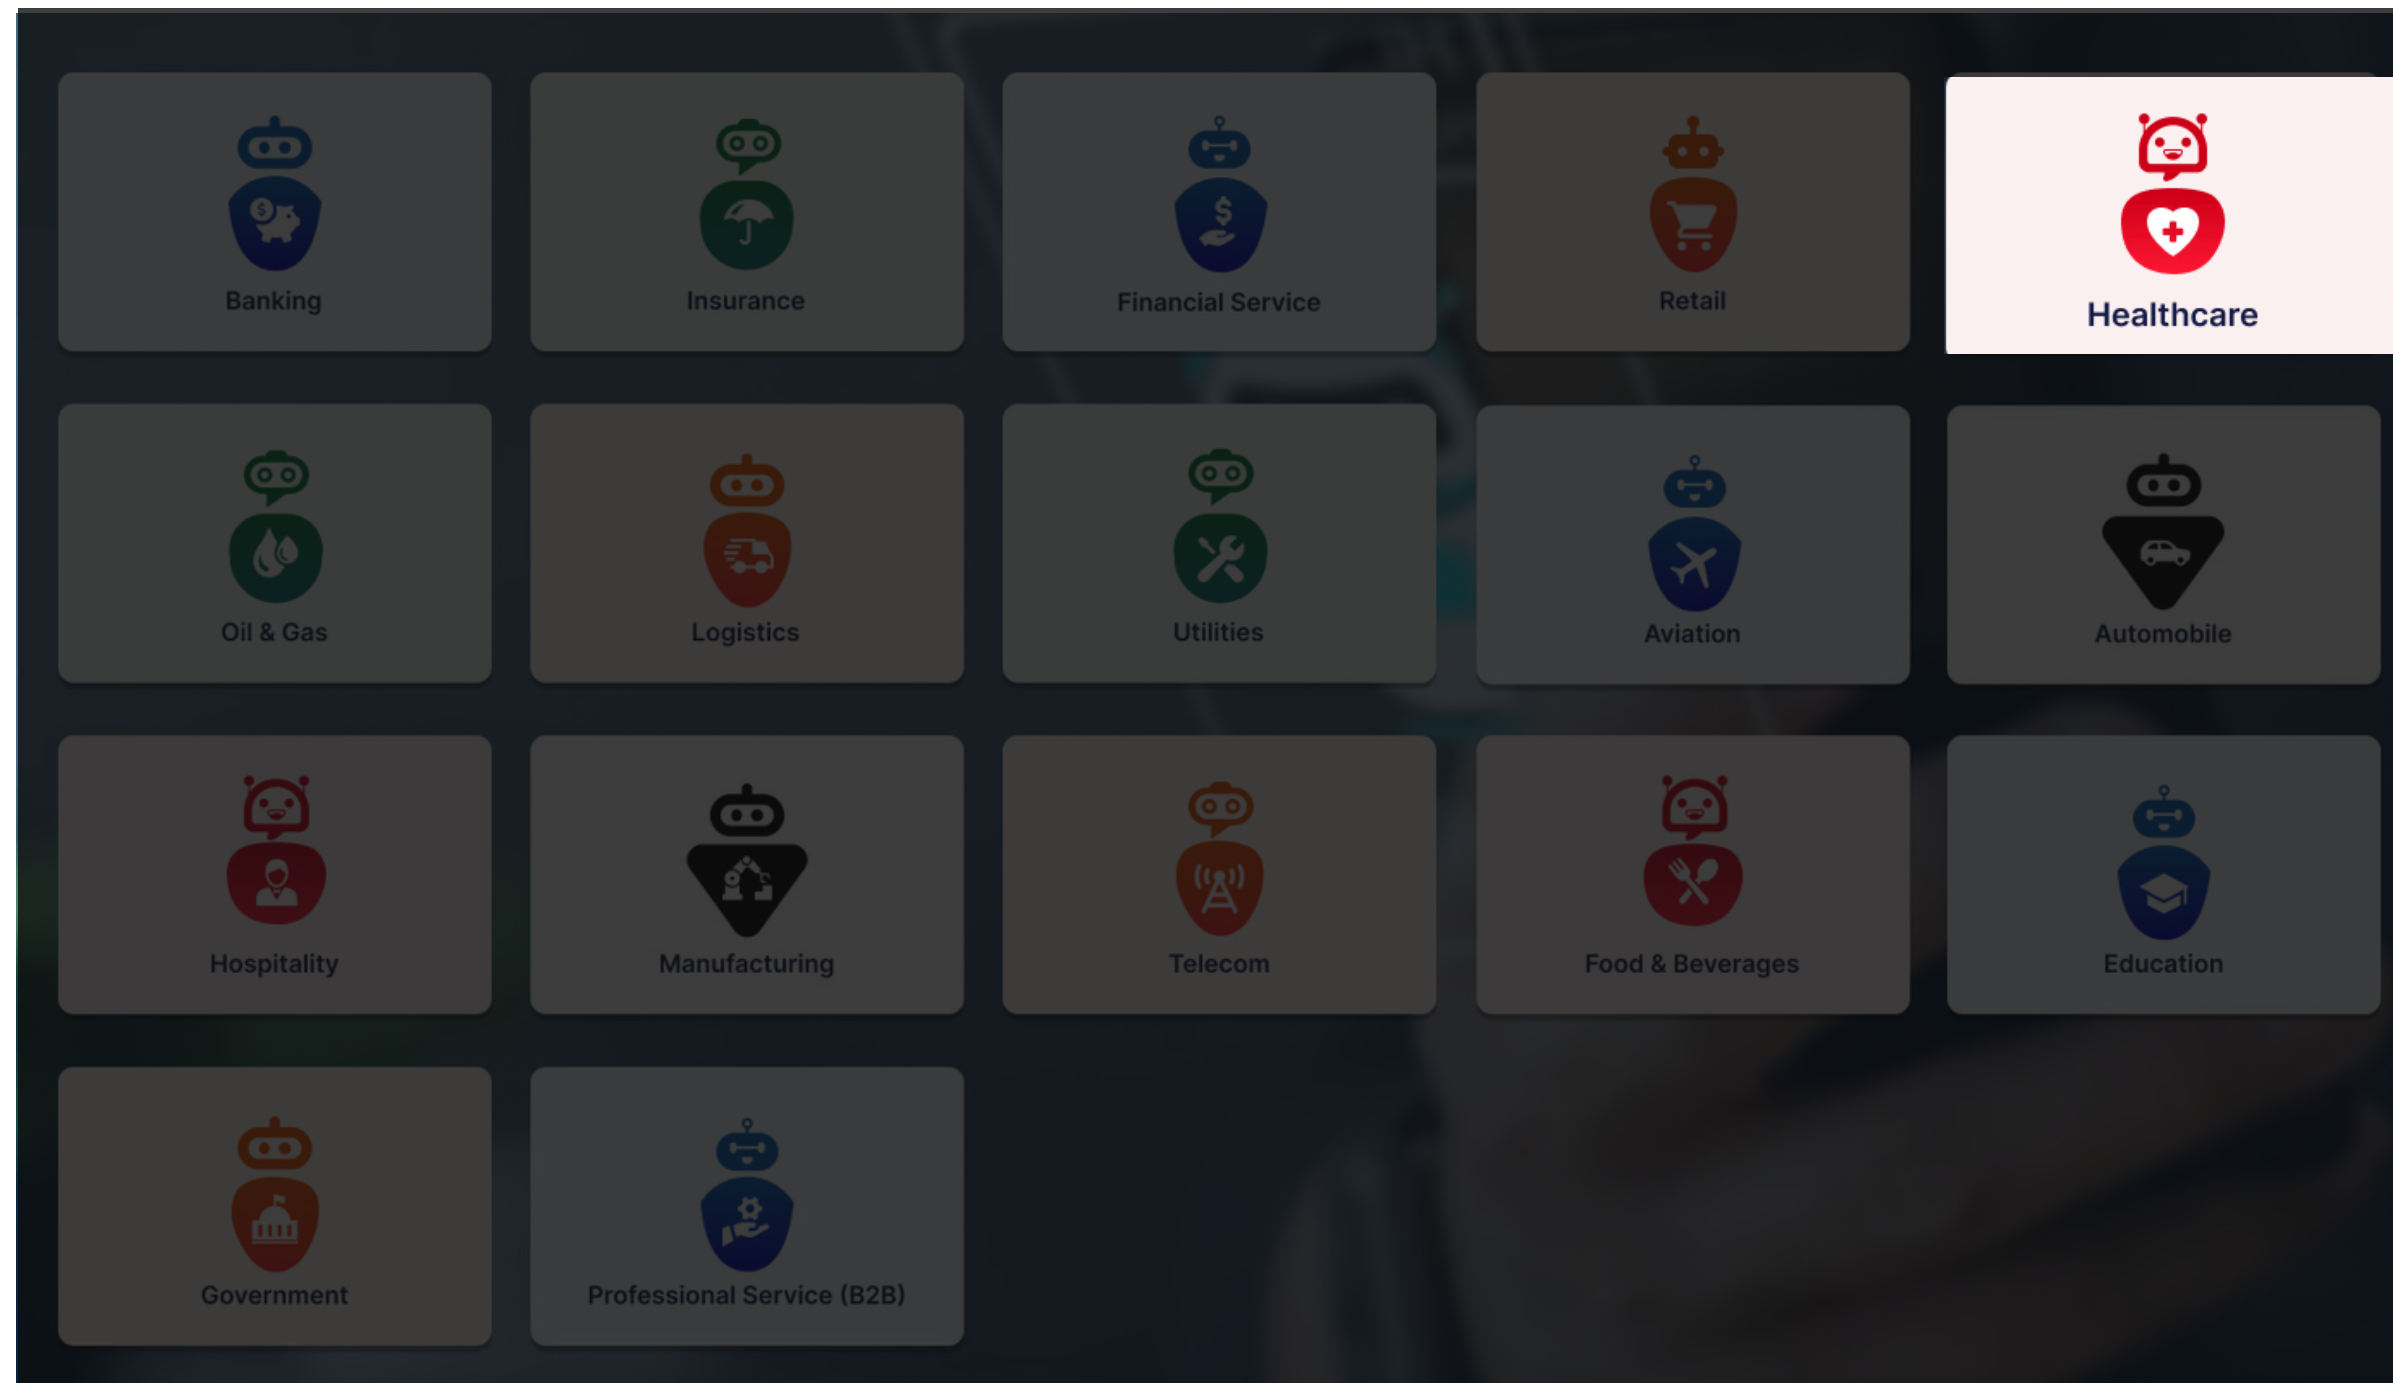 Banking
Insurance
Financial Service
Retail
Healthcare
Oil & Gas
Logistics
Utilities
Aviation
Automobile
Hospitality
Manufacturing
Telecom
Food & Beverages
Education
Government
Professional Service (B2B)